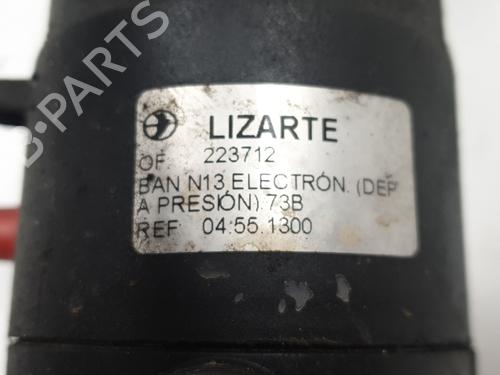 LIZARTE
OF. 223712
BAN N13 ELECTRÓN. (DEP
A PRESIÓN) 73B
REF 04.55.1300
B-PARTS